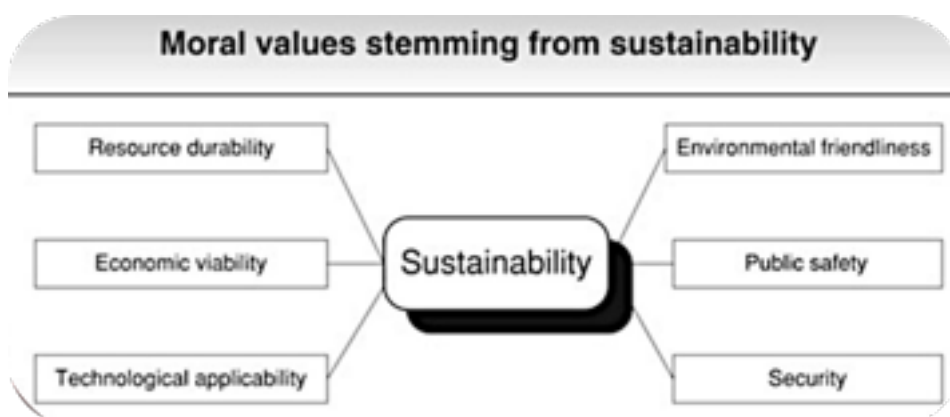 Moral values stemming from sustainability
Resource durability
Environmental friendliness
Economic viability
Sustainability
Public safety
Technological applicability
Security